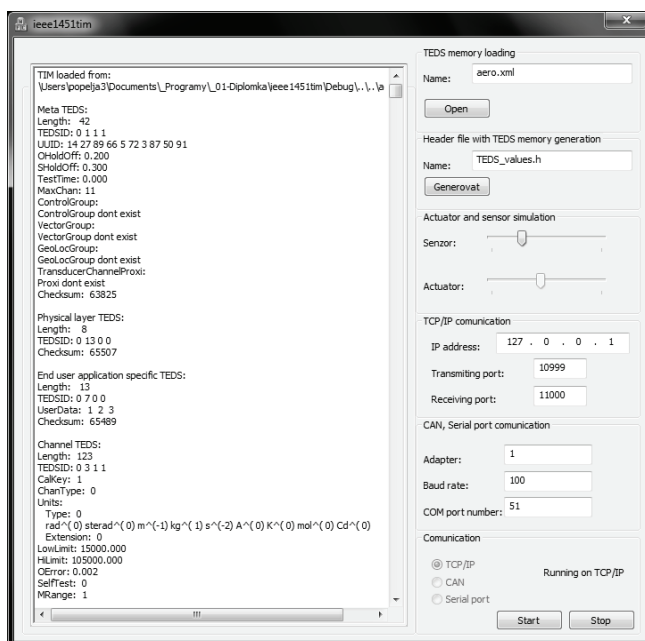 ieee1451tim
TIM loaded from:
\Users\popelja3\Documents\_Programy\_01-Diplomka\ieee1451tim\Debug\..\..\a
Meta TEDS:
Length:   42
TEDSID: 0 1 1 1
UUID: 14 27 89 66 5 72 3 87 50 91
OHoldOff: 0.200
SHoldOff: 0.300
TestTime: 0.000
MaxChan: 11
ControlGroup:
ControlGroup dont exist
VectorGroup:
VectorGroup dont exist
GeoLocGroup:
GeoLocGroup dont exist
TransducerChannelProxi:
Proxi dont exist
Checksum:  63825
Physical layer TEDS:
Length:    8
TEDSID: 0 13 0 0
Checksum:  65507
End user application specific TEDS:
Length:   13
TEDSID: 0 7 0 0
UserData:  1  2  3
Checksum:  65489
Channel TEDS:
Length:  123
TEDSID: 0 3 1 1
CalKey:  1
ChanType:  0
Units:
Type:  0
rad^( 0) sterad^( 0) m^(-1) kg^( 1) s^(-2) A^( 0) K^( 0) mol^( 0) Cd^( 0)
Extension:  0
LowLimit: 15000.000
HiLimit: 105000.000
OError: 0.002
SelfTest:  0
MRange:  1
TEDS memory loading
Name: aero.xml
Open
Header file with TEDS memory generation
Name: TEDS_values.h
Generovat
Actuator and sensor simulation
Senzor:
Actuator:
TCP/IP comunication
IP address: 127 . 0 . 0 . 1
Transmiting port: 10999
Receiving port: 11000
CAN, Serial port comunication
Adapter: 1
Baud rate: 100
COM port number: 51
Comunication
TCP/IP
Running on TCP/IP
CAN
Serial port
Start Stop